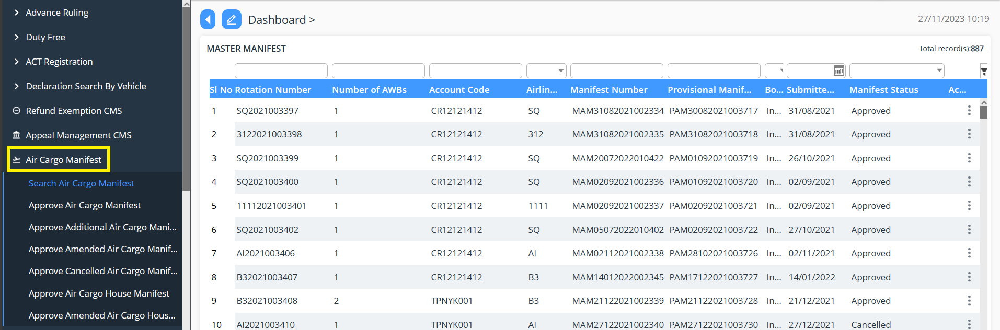 Advance Ruling
Duty Free
ACT Registration
Declaration Search By Vehicle
Refund Exemption CMS
Appeal Management CMS
Air Cargo Manifest
Search Air Cargo Manifest
Approve Air Cargo Manifest
Approve Additional Air Cargo Mani...
Approve Amended Air Cargo Manif...
Approve Cancelled Air Cargo Manif...
Approve Air Cargo House Manifest
Approve Amended Air Cargo Hous...
Dashboard >
27/11/2023 10:19
MASTER MANIFEST
Total record(s):887
Sl No Rotation Number Number of AWBs Account Code Airlin... Manifest Number Provisional Manif... Bo... Submitte... Manifest Status Ac...
1 SQ2021003397 1 CR12121412 SQ MAM31082021002334 PAM30082021003717 In... 31/08/2021 Approved
2 3122021003398 1 CR12121412 312 MAM31082021002335 PAM31082021003718 In... 31/08/2021 Approved
3 SQ2021003399 1 CR12121412 SQ MAM20072022010422 PAM01092021003719 In... 26/10/2021 Approved
4 SQ2021003400 1 CR12121412 SQ MAM02092021002336 PAM01092021003720 In... 02/09/2021 Approved
5 11112021003401 1 CR12121412 1111 MAM02092021002337 PAM02092021003721 In... 02/09/2021 Approved
6 SQ2021003402 1 CR12121412 SQ MAM05072022010402 PAM02092021003722 In... 27/10/2021 Approved
7 AI2021003406 1 CR12121412 AI MAM02112021002338 PAM28102021003726 In... 02/11/2021 Approved
8 B32021003407 1 CR12121412 B3 MAM14012022002345 PAM17122021003727 In... 14/01/2022 Approved
9 B32021003408 2 TPNYK001 B3 MAM21122021002339 PAM21122021003728 In... 21/12/2021 Approved
10 AI2021003410 1 TPNYK001 AI MAM27122021002340 PAM27122021003730 In... 27/12/2021 Cancelled